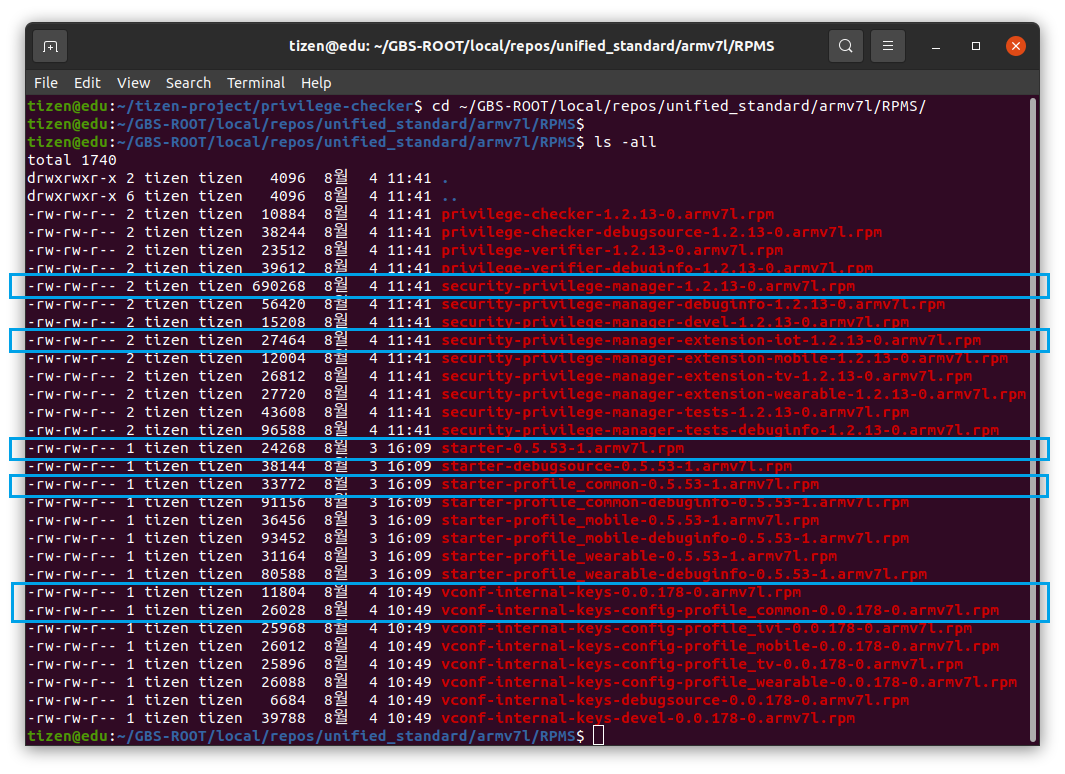 tizen@edu: ~/GBS-ROOT/local/repos/unified_standard/armv7l/RPMS
File Edit View Search Terminal Help
tizen@edu:~/tizen-project/privilege-checker$ cd ~/GBS-ROOT/local/repos/unified_standard/armv7l/RPMS/
tizen@edu:~/GBS-ROOT/local/repos/unified_standard/armv7l/RPMS$
tizen@edu:~/GBS-ROOT/local/repos/unified_standard/armv7l/RPMS$ ls -all
total 1740
drwxrwxr-x 2 tizen tizen   4096  8월  4 11:41 .
drwxrwxr-x 6 tizen tizen   4096  8월  4 11:41 ..
-rw-rw-r-- 2 tizen tizen  10884  8월  4 11:41 privilege-checker-1.2.13-0.armv7l.rpm
-rw-rw-r-- 2 tizen tizen  38244  8월  4 11:41 privilege-checker-debugsource-1.2.13-0.armv7l.rpm
-rw-rw-r-- 2 tizen tizen  23512  8월  4 11:41 privilege-verifier-1.2.13-0.armv7l.rpm
-rw-rw-r-- 2 tizen tizen  39612  8월  4 11:41 privilege-verifier-debuginfo-1.2.13-0.armv7l.rpm
-rw-rw-r-- 2 tizen tizen 690268  8월  4 11:41 security-privilege-manager-1.2.13-0.armv7l.rpm
-rw-rw-r-- 2 tizen tizen  56420  8월  4 11:41 security-privilege-manager-debuginfo-1.2.13-0.armv7l.rpm
-rw-rw-r-- 2 tizen tizen  15208  8월  4 11:41 security-privilege-manager-devel-1.2.13-0.armv7l.rpm
-rw-rw-r-- 2 tizen tizen  27464  8월  4 11:41 security-privilege-manager-extension-iot-1.2.13-0.armv7l.rpm
-rw-rw-r-- 2 tizen tizen  12004  8월  4 11:41 security-privilege-manager-extension-mobile-1.2.13-0.armv7l.rpm
-rw-rw-r-- 2 tizen tizen  26812  8월  4 11:41 security-privilege-manager-extension-tv-1.2.13-0.armv7l.rpm
-rw-rw-r-- 2 tizen tizen  27720  8월  4 11:41 security-privilege-manager-extension-wearable-1.2.13-0.armv7l.rpm
-rw-rw-r-- 2 tizen tizen  43608  8월  4 11:41 security-privilege-manager-tests-1.2.13-0.armv7l.rpm
-rw-rw-r-- 2 tizen tizen  96588  8월  4 11:41 security-privilege-manager-tests-debuginfo-1.2.13-0.armv7l.rpm
-rw-rw-r-- 1 tizen tizen  24268  8월  3 16:09 starter-0.5.53-1.armv7l.rpm
-rw-rw-r-- 1 tizen tizen  38144  8월  3 16:09 starter-debugsource-0.5.53-1.armv7l.rpm
-rw-rw-r-- 1 tizen tizen  33772  8월  3 16:09 starter-profile_common-0.5.53-1.armv7l.rpm
-rw-rw-r-- 1 tizen tizen  91156  8월  3 16:09 starter-profile_common-debuginfo-0.5.53-1.armv7l.rpm
-rw-rw-r-- 1 tizen tizen  36456  8월  3 16:09 starter-profile_mobile-0.5.53-1.armv7l.rpm
-rw-rw-r-- 1 tizen tizen  93452  8월  3 16:09 starter-profile_mobile-debuginfo-0.5.53-1.armv7l.rpm
-rw-rw-r-- 1 tizen tizen  31164  8월  3 16:09 starter-profile_wearable-0.5.53-1.armv7l.rpm
-rw-rw-r-- 1 tizen tizen  80588  8월  3 16:09 starter-profile_wearable-debuginfo-0.5.53-1.armv7l.rpm
-rw-rw-r-- 1 tizen tizen  11804  8월  4 10:49 vconf-internal-keys-0.0.178-0.armv7l.rpm
-rw-rw-r-- 1 tizen tizen  26028  8월  4 10:49 vconf-internal-keys-config-profile_common-0.0.178-0.armv7l.rpm
-rw-rw-r-- 1 tizen tizen  25968  8월  4 10:49 vconf-internal-keys-config-profile_ivi-0.0.178-0.armv7l.rpm
-rw-rw-r-- 1 tizen tizen  26012  8월  4 10:49 vconf-internal-keys-config-profile_mobile-0.0.178-0.armv7l.rpm
-rw-rw-r-- 1 tizen tizen  25896  8월  4 10:49 vconf-internal-keys-config-profile_tv-0.0.178-0.armv7l.rpm
-rw-rw-r-- 1 tizen tizen  26088  8월  4 10:49 vconf-internal-keys-config-profile_wearable-0.0.178-0.armv7l.rpm
-rw-rw-r-- 1 tizen tizen   6684  8월  4 10:49 vconf-internal-keys-debugsource-0.0.178-0.armv7l.rpm
-rw-rw-r-- 1 tizen tizen  39788  8월  4 10:49 vconf-internal-keys-devel-0.0.178-0.armv7l.rpm
tizen@edu:~/GBS-ROOT/local/repos/unified_standard/armv7l/RPMS$